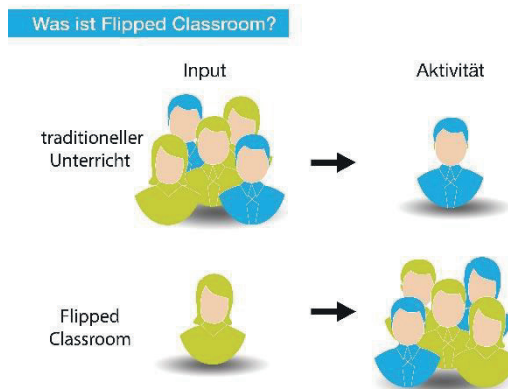 Was ist Flipped Classroom?
Input
Aktivität
traditioneller
Unterricht
Flipped
Classroom